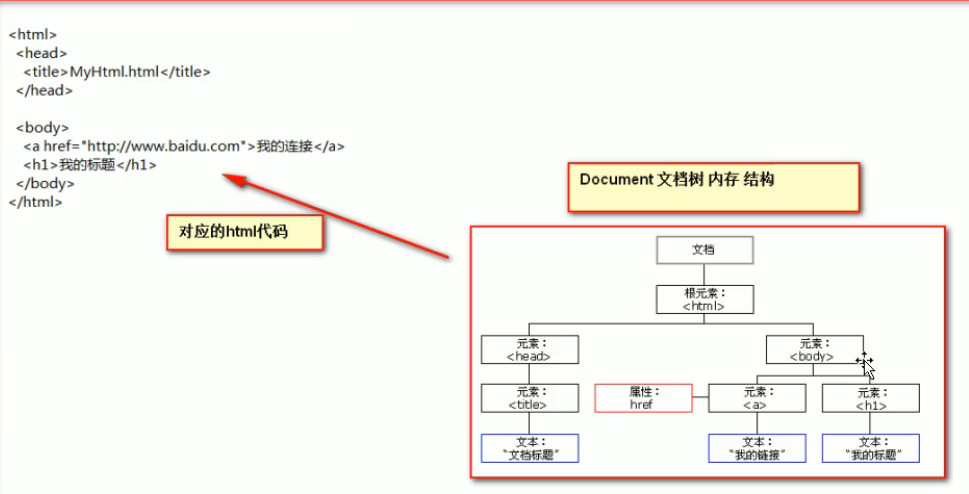 <html>
<head>
<title>MyHtml.html</title>
</head>
<body>
<a href="http://www.baidu.com">我的连接</a>
<h1>我的标题</h1>
</body>
</html>
对应的html代码
Document 文档树 内存 结构
文档
根元素：
<html>
元素：
<head>
元素：
<body>
元素：
<title>
属性：
href
元素：
<a>
元素：
<h1>
文本：
“文档标题”
文本：
“我的链接”
文本：
“我的标题”